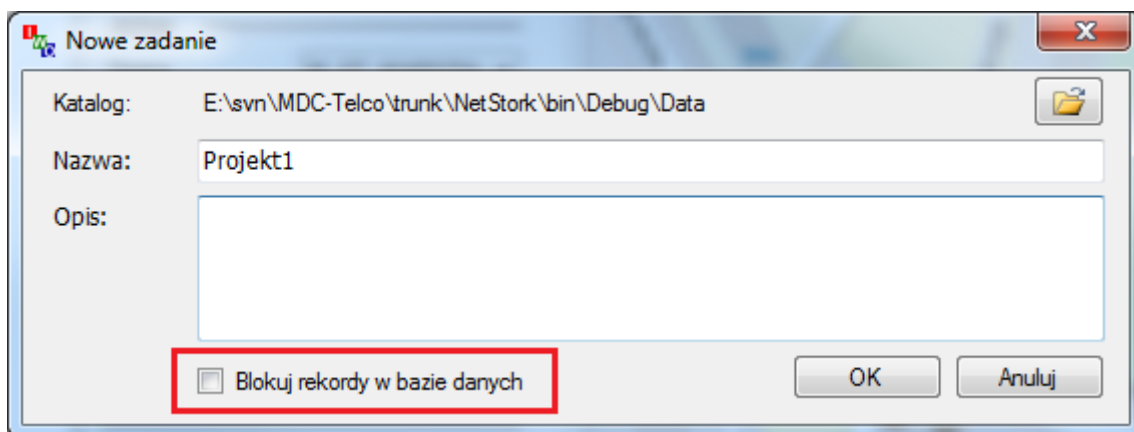 Nowe zadanie
Katalog: E:\svn\MDC-Telco\trunk\NetStork\bin\Debug\Data
Nazwa: Projekt1
Opis:
Blokuj rekordy w bazie danych OK Anuluj